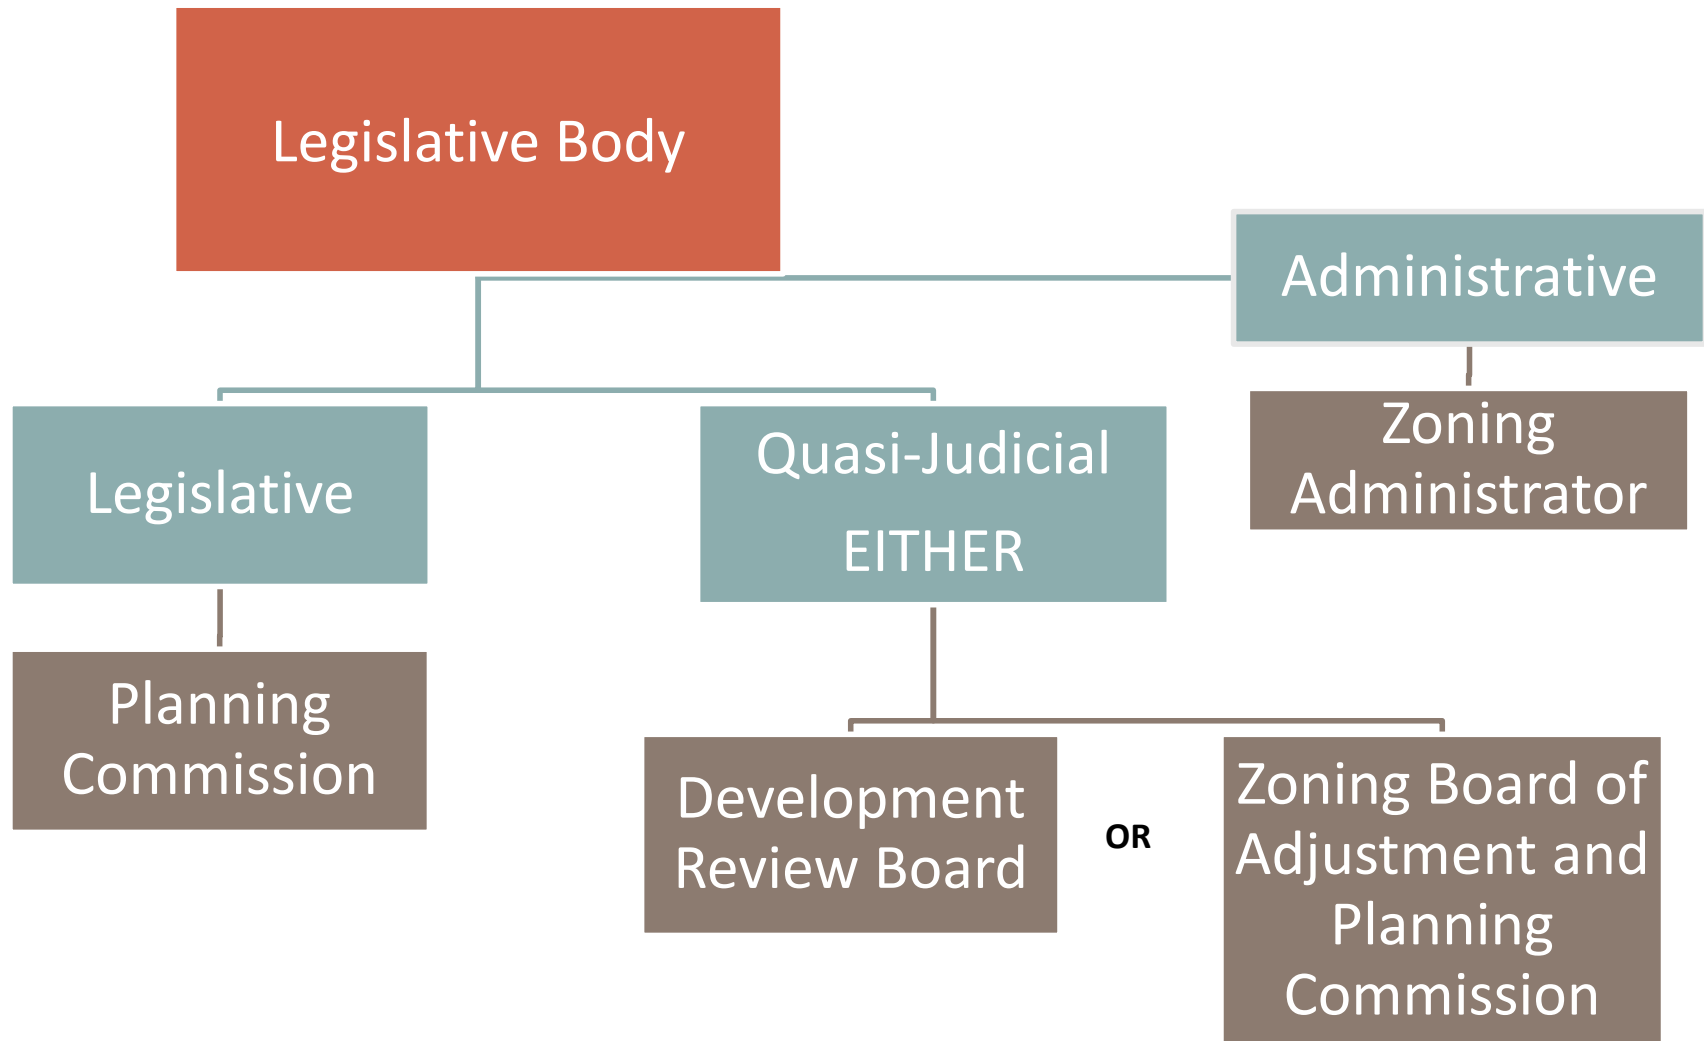 Legislative Body
Administrative
Zoning
Administrator
Legislative
Quasi-Judicial
EITHER
Planning
Commission
Development
Review Board
OR
Zoning Board of
Adjustment and
Planning
Commission